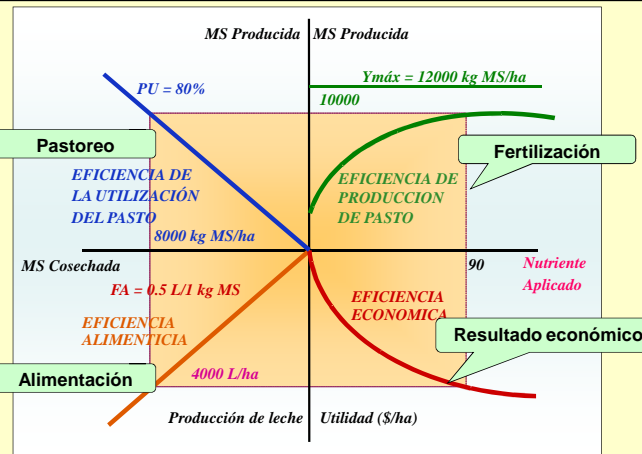 MS Producida
MS Producida
PU = 80%
Ymáx = 12000 kg MS/ha
10000
Pastoreo
Fertilización
EFICIENCIA DE
LA UTILIZACIÓN
DEL PASTO
EFICIENCIA DE
PRODUCCION
DE PASTO
8000 kg MS/ha
MS Cosechada
90
Nutriente
Aplicado
FA = 0.5 L/1 kg MS
EFICIENCIA
ECONOMICA
EFICIENCIA
ALIMENTICIA
Resultado económico
Alimentación
4000 L/ha
Producción de leche
Utilidad ($/ha)